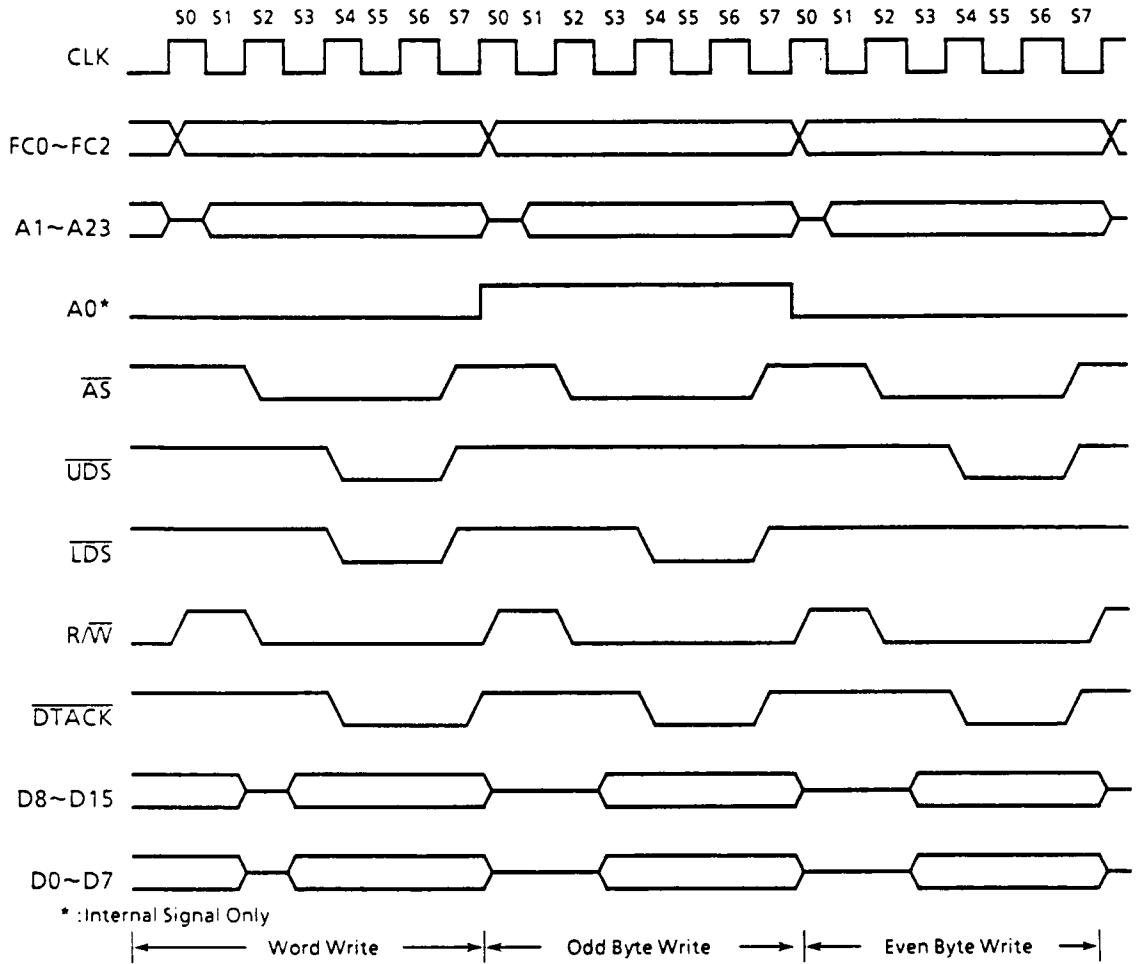 S0 S1 S2 S3 S4 S5 S6 S7 S0 S1 S2 S3 S4 S5 S6 S7 S0 S1 S2 S3 S4 S5 S6 S7
CLK
FC0~FC2
A1~A23
A0*
AS
UDS
LDS
R/W
DTACK
D8~D15
D0~D7
* :Internal Signal Only
Word Write Odd Byte Write Even Byte Write